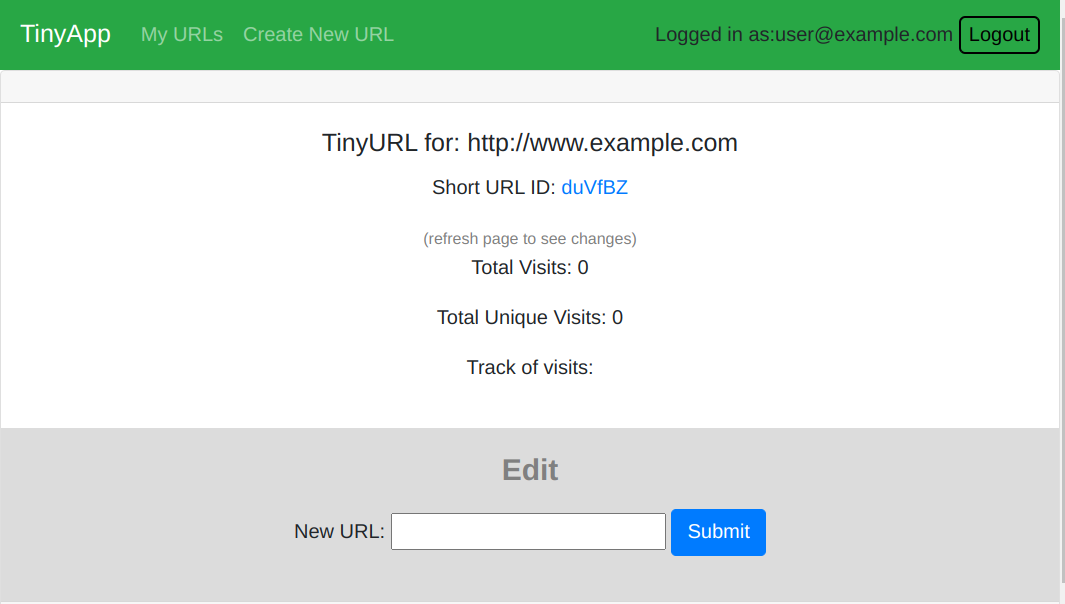 TinyApp My URLs Create New URL Logged in as:user@example.com Logout
TinyURL for: http://www.example.com
Short URL ID: duVfBZ
(refresh page to see changes)
Total Visits: 0
Total Unique Visits: 0
Track of visits:
Edit
New URL: Submit